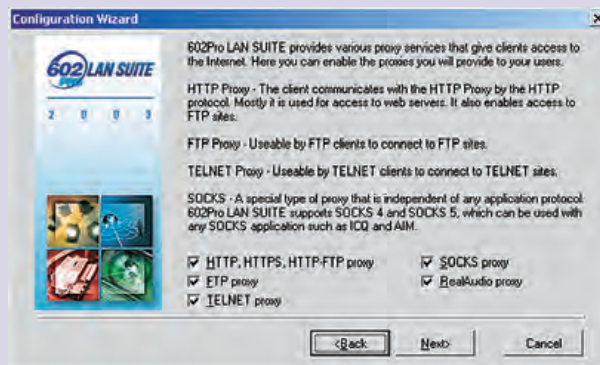 Configuration Wizard
602Pro LAN SUITE provides various proxy services that give clients access to
the Internet. Here you can enable the proxies you will provide to your users.
602 LAN SUITE
PRO
2 0 0 3
HTTP Proxy - The client communicates with the HTTP Proxy by the HTTP
protocol. Mostly it is used for access to web servers. It also enables access to
FTP sites.
FTP Proxy - Useable by FTP clients to connect to FTP sites.
TELNET Proxy - Useable by TELNET clients to connect to TELNET sites.
SOCKS - A special type of proxy that is independent of any application protocol.
602Pro LAN SUITE supports SOCKS 4 and SOCKS 5, which can be used with
any SOCKS application such as ICQ and AIM.
HTTP, HTTPS, HTTP-FTP proxy
SOCKS proxy
FTP proxy
RealAudio proxy
TELNET proxy
<Back
Next>
Cancel